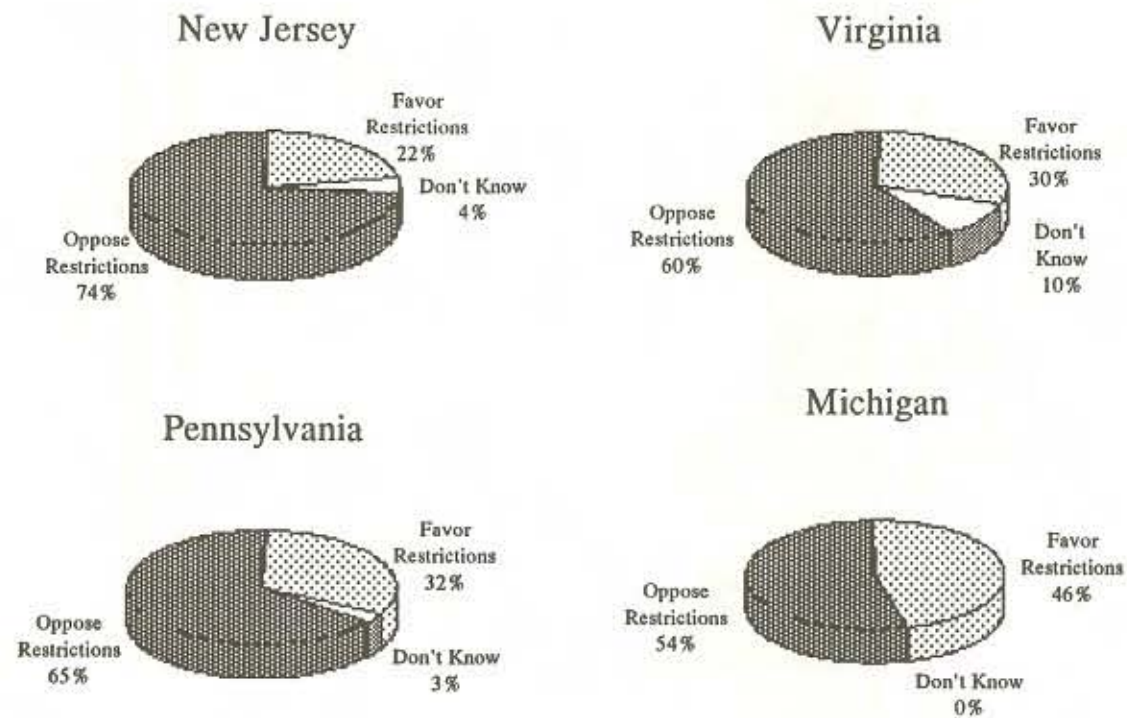 New Jersey
Favor
Restrictions
22%
Don't Know
4%
Oppose
Restrictions
74%
Virginia
Favor
Restrictions
30%
Oppose
Restrictions
60%
Don't
Know
10%
Pennsylvania
Favor
Restrictions
32%
Oppose
Restrictions
65%
Don't Know
3%
Michigan
Favor
Restrictions
46%
Oppose
Restrictions
54%
Don't Know
0%